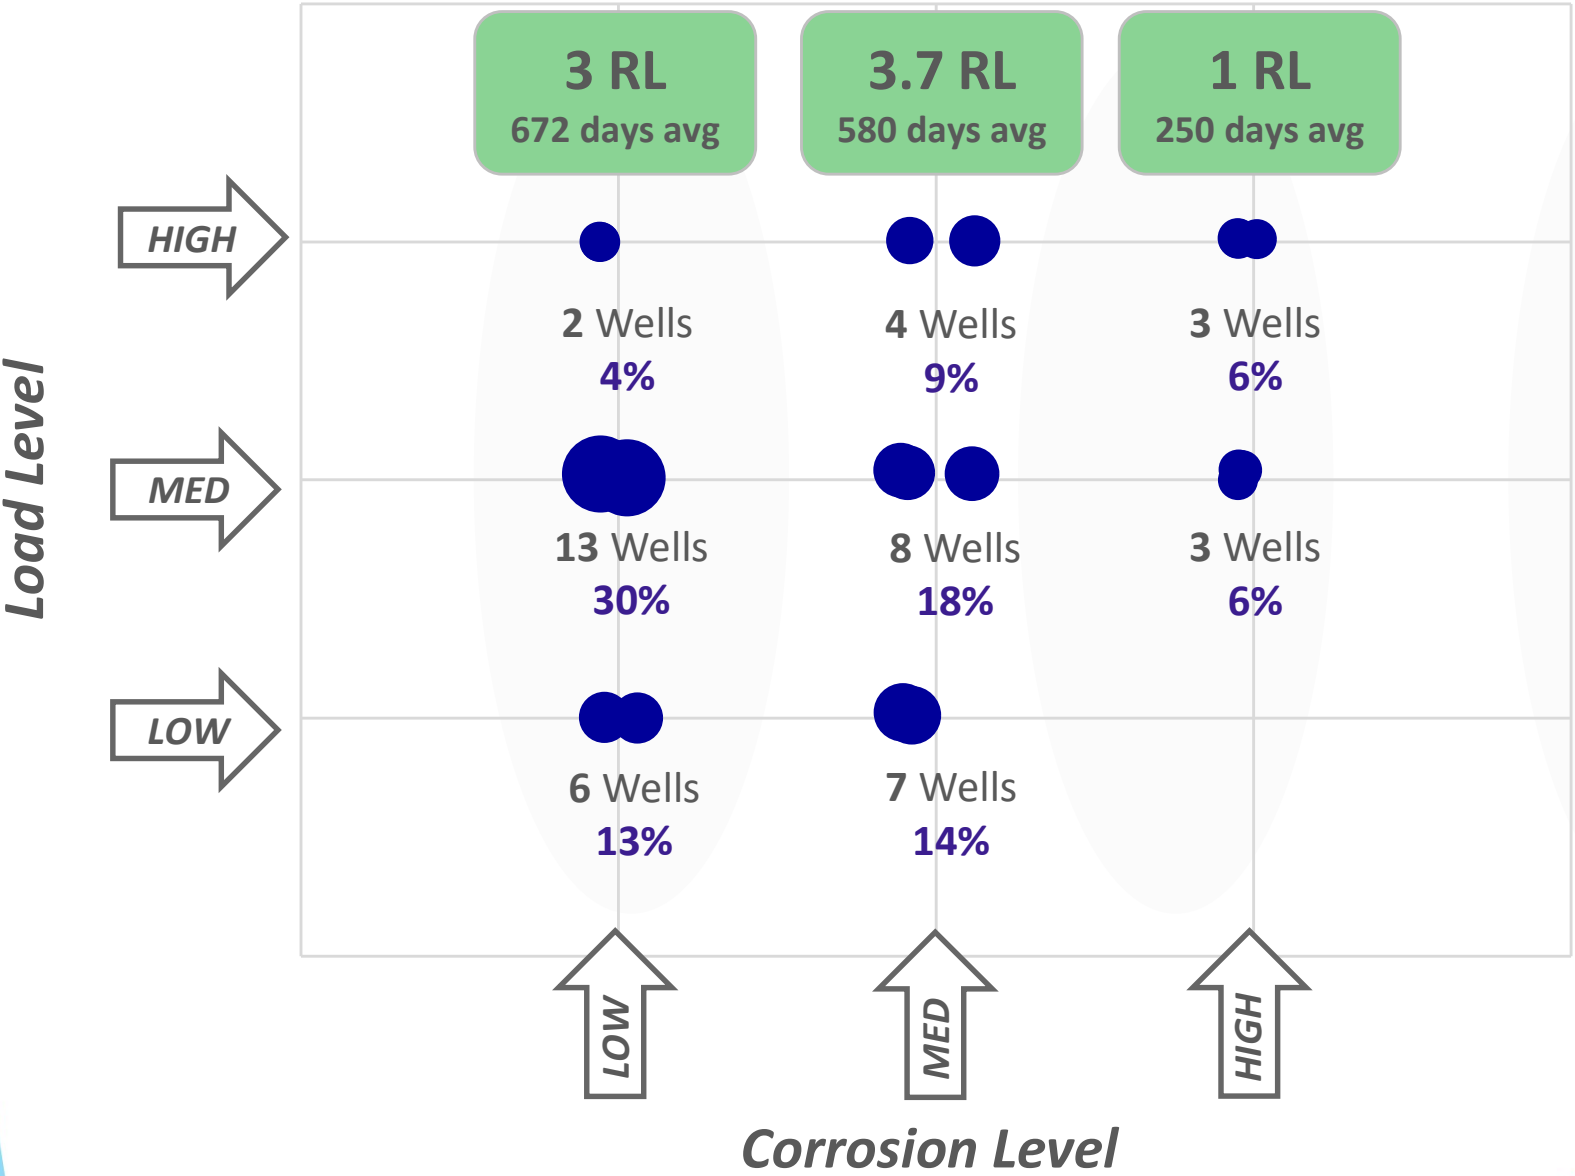 3 RL
672 days avg
3.7 RL
580 days avg
1 RL
250 days avg
Load Level
HIGH
2 Wells
4%
4 Wells
9%
3 Wells
6%
MED
13 Wells
30%
8 Wells
18%
3 Wells
6%
LOW
6 Wells
13%
7 Wells
14%
LOW
MED
HIGH
Corrosion Level